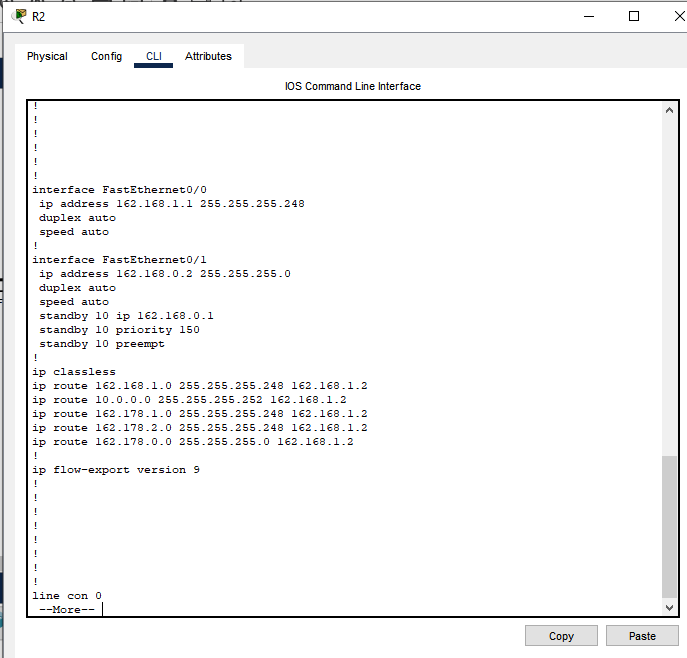 R2
Physical Config CLI Attributes
IOS Command Line Interface
!
!
!
!
!
!
interface FastEthernet0/0
ip address 162.168.1.1 255.255.255.248
duplex auto
speed auto
!
interface FastEthernet0/1
ip address 162.168.0.2 255.255.255.0
duplex auto
speed auto
standby 10 ip 162.168.0.1
standby 10 priority 150
standby 10 preempt
!
ip classless
ip route 162.168.1.0 255.255.255.248 162.168.1.2
ip route 10.0.0.0 255.255.255.252 162.168.1.2
ip route 162.178.1.0 255.255.255.248 162.168.1.2
ip route 162.178.2.0 255.255.255.248 162.168.1.2
ip route 162.178.0.0 255.255.255.0 162.168.1.2
!
ip flow-export version 9
!
!
!
!
!
!
!
!
line con 0
--More--
Copy Paste